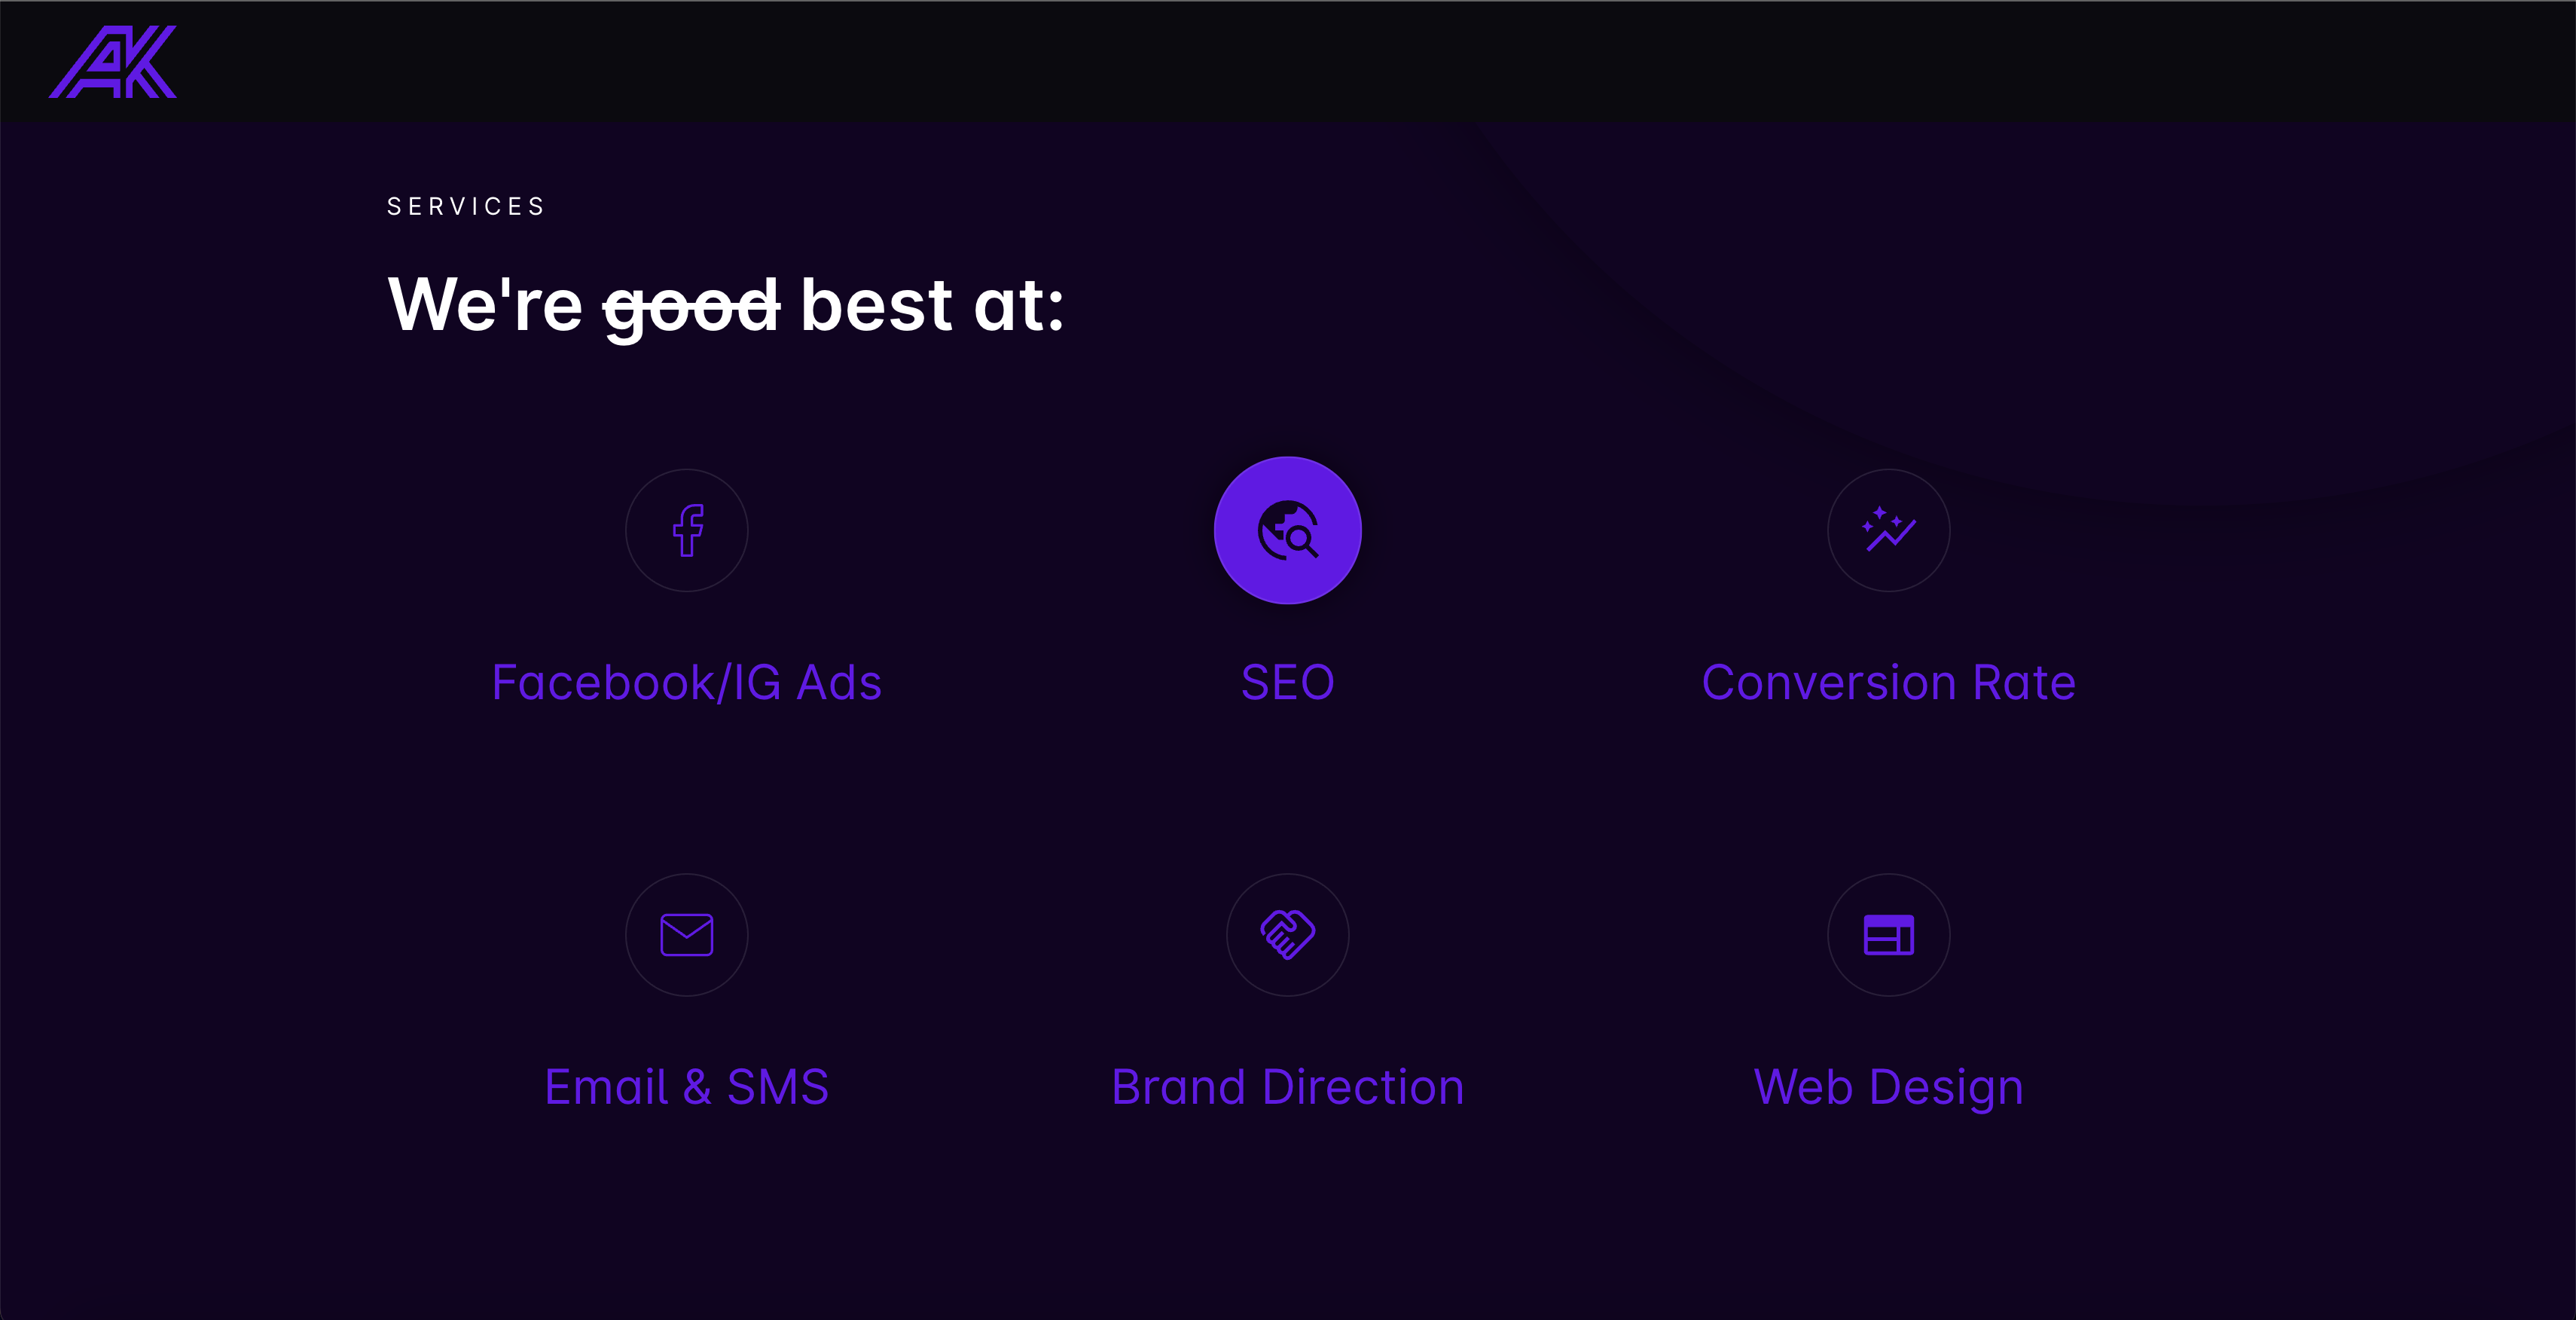 AK
SERVICES
We're good best at:
Facebook/IG Ads
SEO
Conversion Rate
Email & SMS
Brand Direction
Web Design